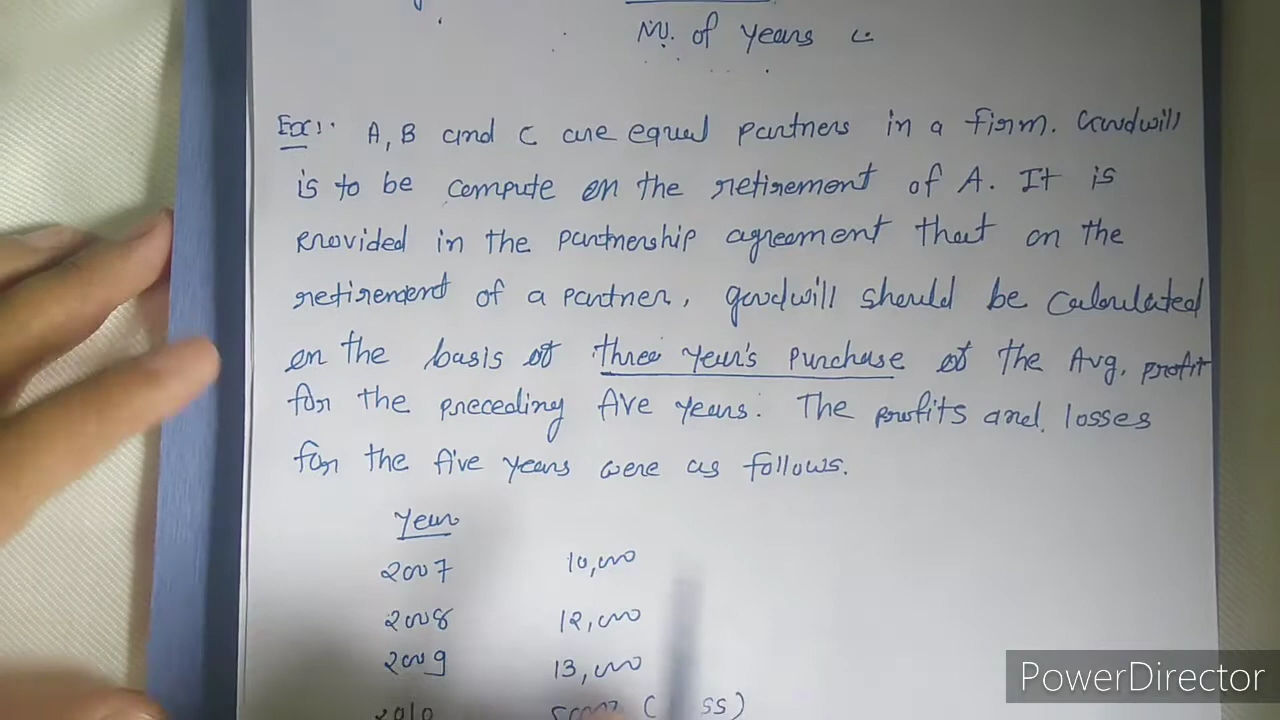 No. of years
Ex:- A, B and C are equal partners in a firm. Goodwill
is to be compute on the retirement of A. It is
Provided in the partnership agreement that on the
retirement of a partner, goodwill should be calculated
on the basis of three year's purchase of the Avg. profit
for the preceding five years. The profits and losses
for the five years were as follows.
Year
2007 10,000
2008 12,000
2009 13,000
2010
PowerDirector